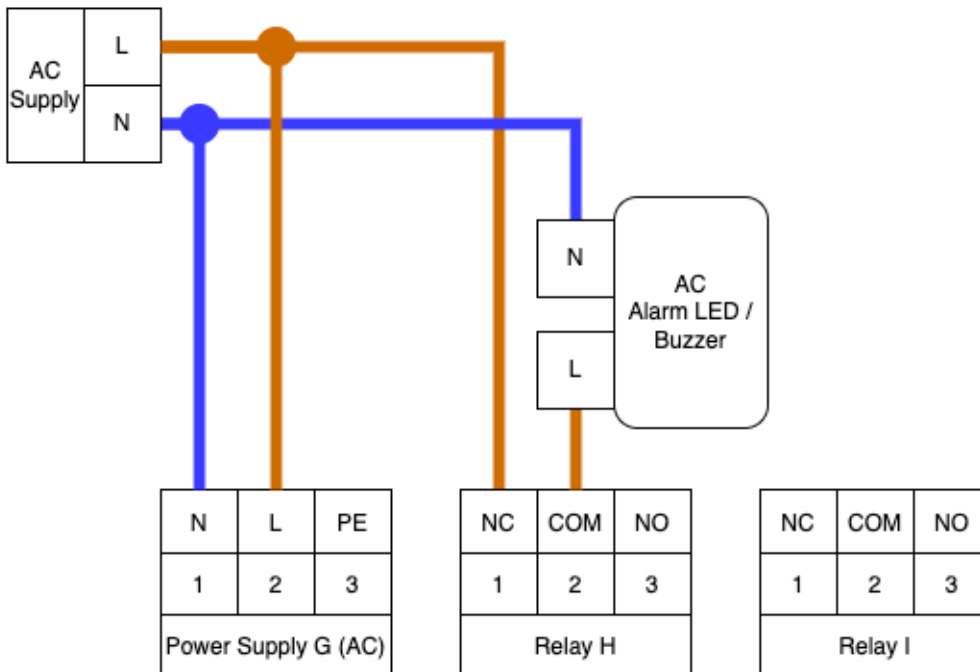 AC
Supply
L
N
N
AC
Alarm LED /
Buzzer
L
N L PE
1 2 3
Power Supply G (AC)
NC COM NO
1 2 3
Relay H
NC COM NO
1 2 3
Relay I